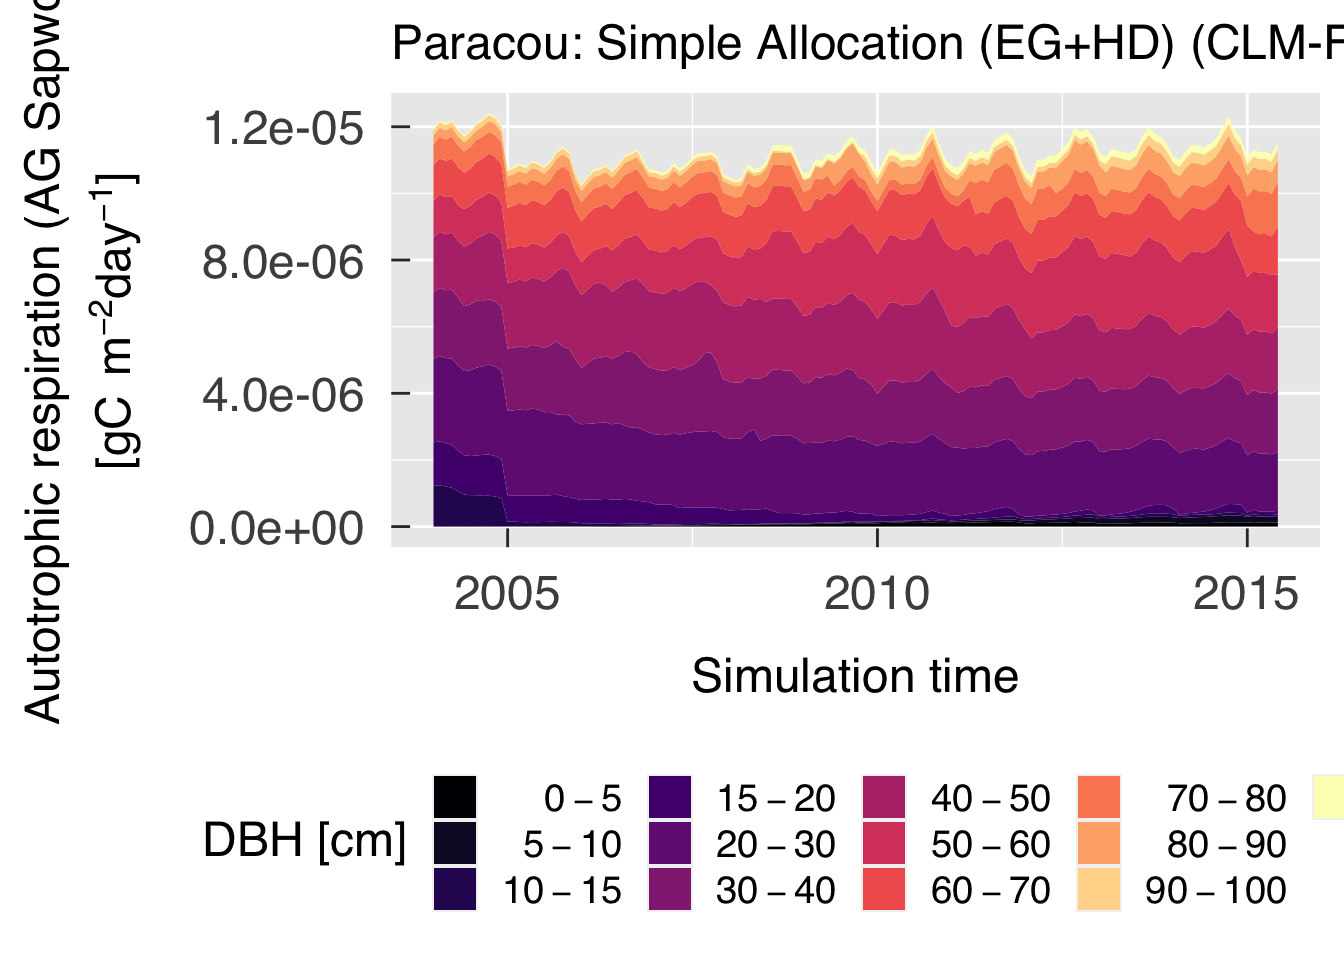 Paracou: Simple Allocation (EG+HD) (CLM-
Autotrophic respiration (AG
[gC m⁻²day⁻¹]
1.2e-05
8.0e-06
4.0e-06
0.0e+00
2005 2010 2015
Simulation time
DBH [cm]
0 – 5 15 – 20 40 – 50 70 – 80
5 – 10 20 – 30 50 – 60 80 – 90
10 – 15 30 – 40 60 – 70 90 – 100